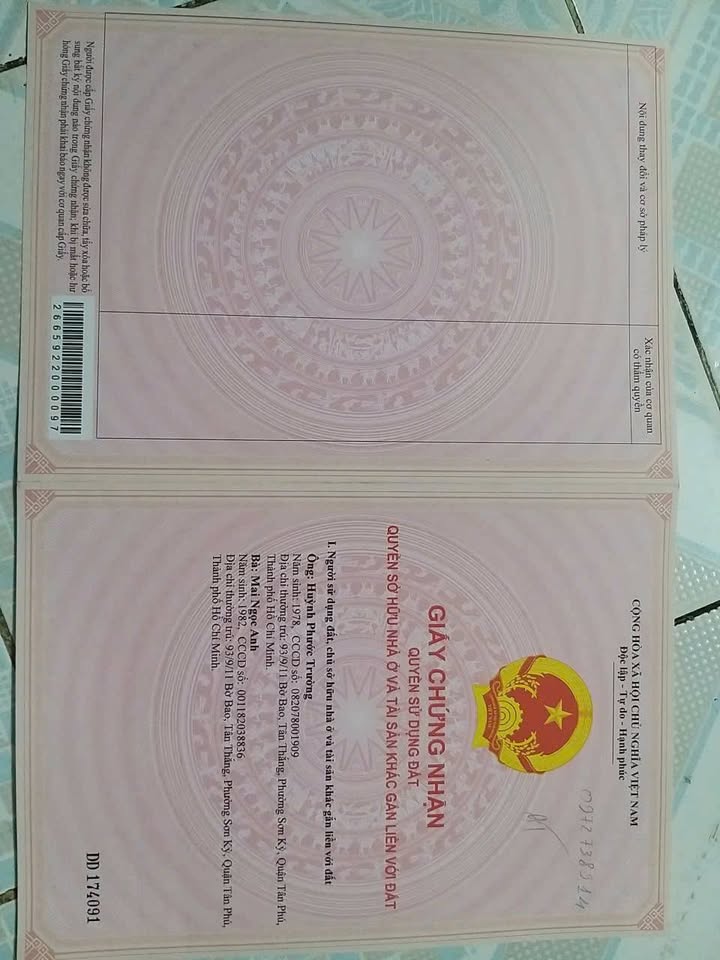 Nội dung thay đổi và cơ sở pháp lý
Xác nhận của cơ quan
có thẩm quyền
Người được cấp Giấy chứng nhận không được sửa chữa, tẩy xóa hoặc bổ
sung bất kỳ nội dung nào trong Giấy chứng nhận; khi bị mất hoặc hư
hỏng Giấy chứng nhận phải khai báo ngay với cơ quan cấp Giấy.
2665922000097
CỘNG HÒA XÃ HỘI CHỦ NGHĨA VIỆT NAM
Độc lập - Tự do - Hạnh phúc
0972738914
GIẤY CHỨNG NHẬN
QUYỀN SỬ DỤNG ĐẤT
QUYỀN SỞ HỮU NHÀ Ở VÀ TÀI SẢN KHÁC GẮN LIỀN VỚI ĐẤT
I. Người sử dụng đất, chủ sở hữu nhà ở và tài sản khác gắn liền với đất
Ông: Huỳnh Phước Trường
Năm sinh: 1978, CCCD số: 082078001909
Địa chỉ thường trú: 93/9/11 Bờ Bao, Tân Thắng, Phường Sơn Kỳ, Quận Tân Phú,
Thành phố Hồ Chí Minh.
Bà: Mai Ngọc Anh
Năm sinh: 1982, CCCD số: 001182038836
Địa chỉ thường trú: 93/9/11 Bờ Bao, Tân Thắng, Phường Sơn Kỳ, Quận Tân Phú,
Thành phố Hồ Chí Minh.
DD 174091